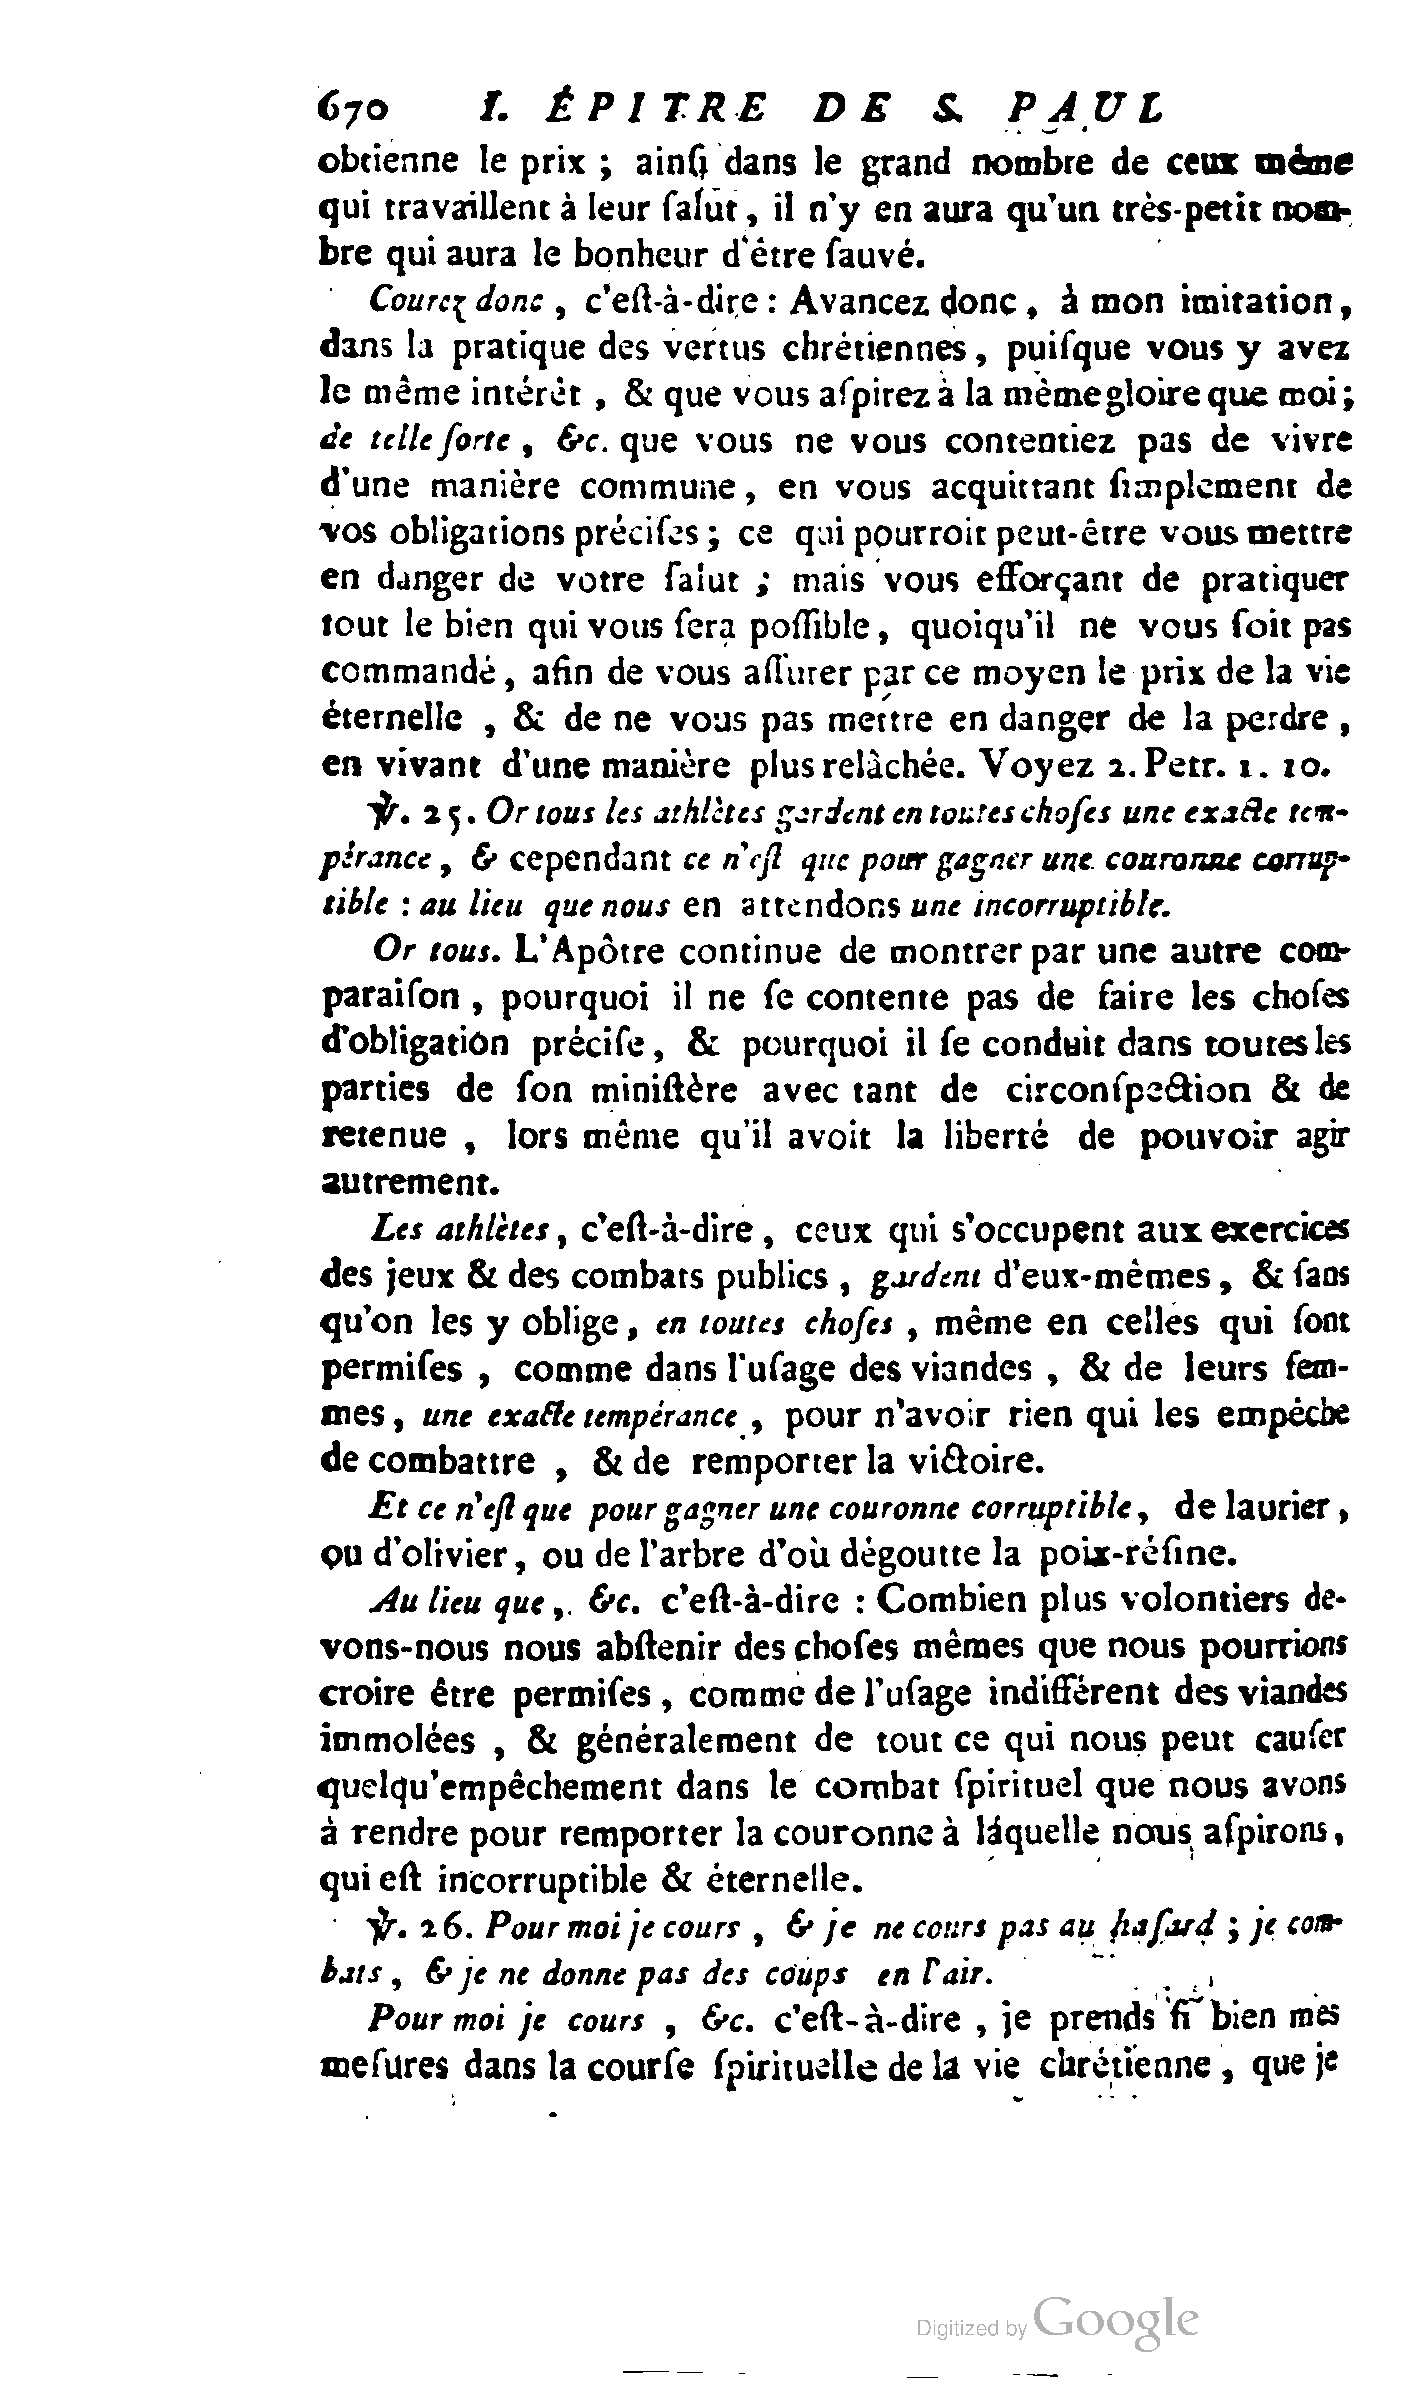 670 I. ÉPITRE DE S. PAUL
obtienne le prix ; ainſi dans le grand nombre de ceux même
qui travaillent à leur ſalut, il n'y en aura qu'un très-petit nom-
bre qui aura le bonheur d'être ſauvé.
Courez donc, c'eſt-à-dire : Avancez donc, à mon imitation,
dans la pratique des vertus chrétiennes, puiſque vous y avez
le même intérêt, & que vous aſpirez à la même gloire que moi;
de telle ſorte, &c. que vous ne vous contentiez pas de vivre
d'une manière commune, en vous acquittant ſimplement de
vos obligations préciſes; ce qui pourroit peut-être vous mettre
en danger de votre ſalut ; mais vous efforçant de pratiquer
tout le bien qui vous ſera poſſible, quoiqu'il ne vous ſoit pas
commandé, afin de vous aſſurer par ce moyen le prix de la vie
éternelle, & de ne vous pas mettre en danger de la perdre,
en vivant d'une manière plus relâchée. Voyez 2. Petr. 1. 10.
℣. 25. Or tous les athlètes gardent en toutes choſes une exacte tem-
pérance, & cependant ce n'eſt que pour gagner une couronne corrup-
tible : au lieu que nous en attendons une incorruptible.
Or tous. L'Apôtre continue de montrer par une autre com-
paraiſon, pourquoi il ne ſe contente pas de faire les choſes
d'obligation préciſe, & pourquoi il ſe conduit dans toutes les
parties de ſon miniſtère avec tant de circonſpection & de
retenue, lors même qu'il avoit la liberté de pouvoir agir
autrement.
Les athlètes, c'eſt-à-dire, ceux qui s'occupent aux exercices
des jeux & des combats publics, gardent d'eux-mêmes, & ſans
qu'on les y oblige, en toutes choſes, même en celles qui ſont
permiſes, comme dans l'uſage des viandes, & de leurs fem-
mes, une exacte tempérance, pour n'avoir rien qui les empêche
de combattre, & de remporter la victoire.
Et ce n'eſt que pour gagner une couronne corruptible, de laurier,
ou d'olivier, ou de l'arbre d'où dégoutte la poix-réſine.
Au lieu que, &c. c'eſt-à-dire : Combien plus volontiers de-
vons-nous nous abſtenir des choſes mêmes que nous pourrions
croire être permiſes, comme de l'uſage indifférent des viandes
immolées, & généralement de tout ce qui nous peut cauſer
quelqu'empêchement dans le combat ſpirituel que nous avons
à rendre pour remporter la couronne à laquelle nous aſpirons,
qui eſt incorruptible & éternelle.
℣. 26. Pour moi je cours, & je ne cours pas au haſard ; je com-
bats, & je ne donne pas des coups en l'air.
Pour moi je cours, &c. c'eſt-à-dire, je prends ſi bien mes
meſures dans la courſe ſpirituelle de la vie chrétienne, que je
Digitized by Google